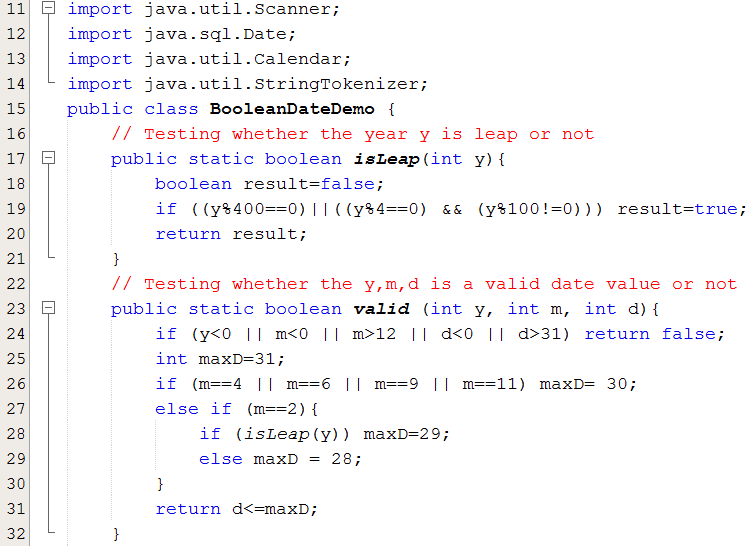 11 import java.util.Scanner;
12 import java.sql.Date;
13 import java.util.Calendar;
14 import java.util.StringTokenizer;
15 public class BooleanDateDemo {
16 // Testing whether the year y is leap or not
17 public static boolean isLeap(int y){
18 boolean result=false;
19 if ((y%400==0)||((y%4==0) && (y%100!=0))) result=true;
20 return result;
21 }
22 // Testing whether the y,m,d is a valid date value or not
23 public static boolean valid (int y, int m, int d){
24 if (y<0 || m<0 || m>12 || d<0 || d>31) return false;
25 int maxD=31;
26 if (m==4 || m==6 || m==9 || m==11) maxD= 30;
27 else if (m==2){
28 if (isLeap(y)) maxD=29;
29 else maxD = 28;
30 }
31 return d<=maxD;
32 }